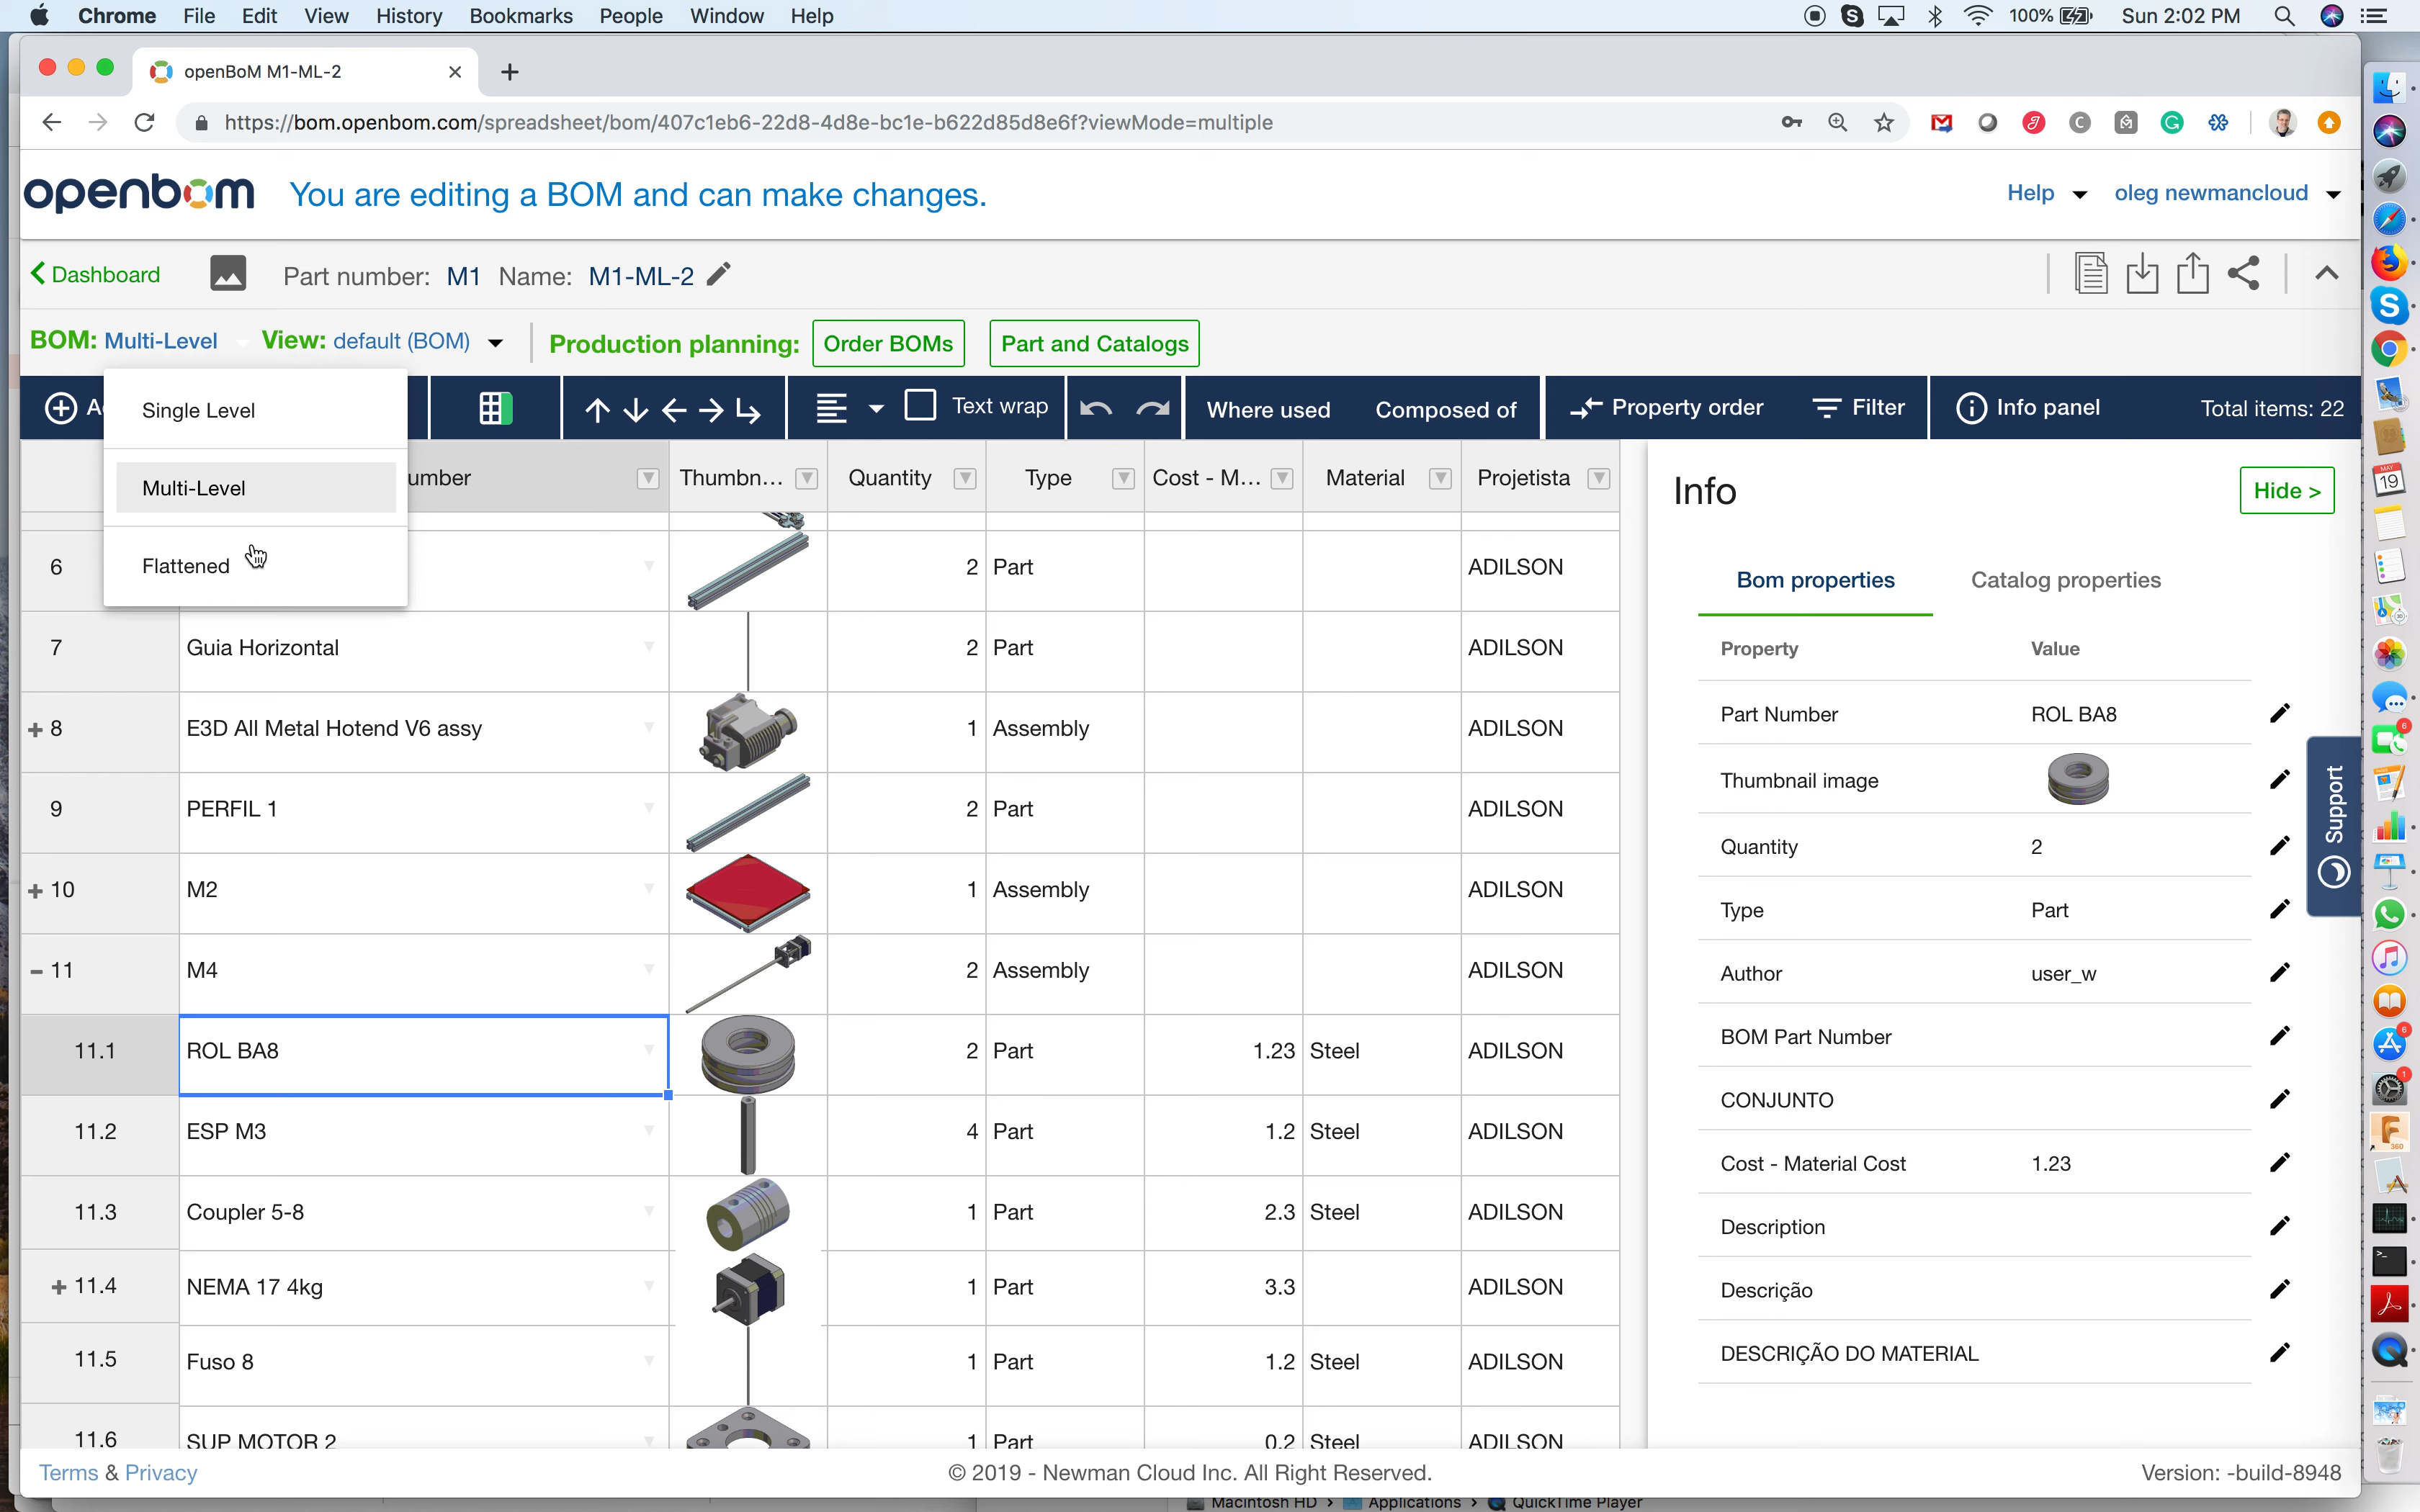 Chrome File Edit View History Bookmarks People Window Help 100% Sun 2:02 PM
openBoM M1-ML-2
https://bom.openbom.com/spreadsheet/bom/407c1eb6-22d8-4d8e-bc1e-b622d85d8e6f?viewMode=multiple
openbom You are editing a BOM and can make changes. Help oleg newmancloud
Dashboard Part number: M1 Name: M1-ML-2
BOM: Multi-Level View: default (BOM) Production planning: Order BOMs Part and Catalogs
A Text wrap Where used Composed of Property order Filter Info panel Total items: 22
Single Level
Multi-Level
Flattened
umber Thumbn... Quantity Type Cost - M... Material Projetista
6 2 Part ADILSON
7 Guia Horizontal 2 Part ADILSON
+ 8 E3D All Metal Hotend V6 assy 1 Assembly ADILSON
9 PERFIL 1 2 Part ADILSON
+ 10 M2 1 Assembly ADILSON
- 11 M4 2 Assembly ADILSON
11.1 ROL BA8 2 Part 1.23 Steel ADILSON
11.2 ESP M3 4 Part 1.2 Steel ADILSON
11.3 Coupler 5-8 1 Part 2.3 Steel ADILSON
+ 11.4 NEMA 17 4kg 1 Part 3.3 ADILSON
11.5 Fuso 8 1 Part 1.2 Steel ADILSON
11.6 SUP MOTOR 2 1 Part 0.2 Steel ADILSON
Info Hide >
Bom properties Catalog properties
Property Value
Part Number ROL BA8
Thumbnail image
Quantity 2
Type Part
Author user_w
BOM Part Number
CONJUNTO
Cost - Material Cost 1.23
Description
Descrição
DESCRIÇÃO DO MATERIAL
Support
Terms & Privacy © 2019 - Newman Cloud Inc. All Right Reserved. Version: -build-8948
Macintosh HD › Applications › QuickTime Player
MAY
19
6
6
1
360